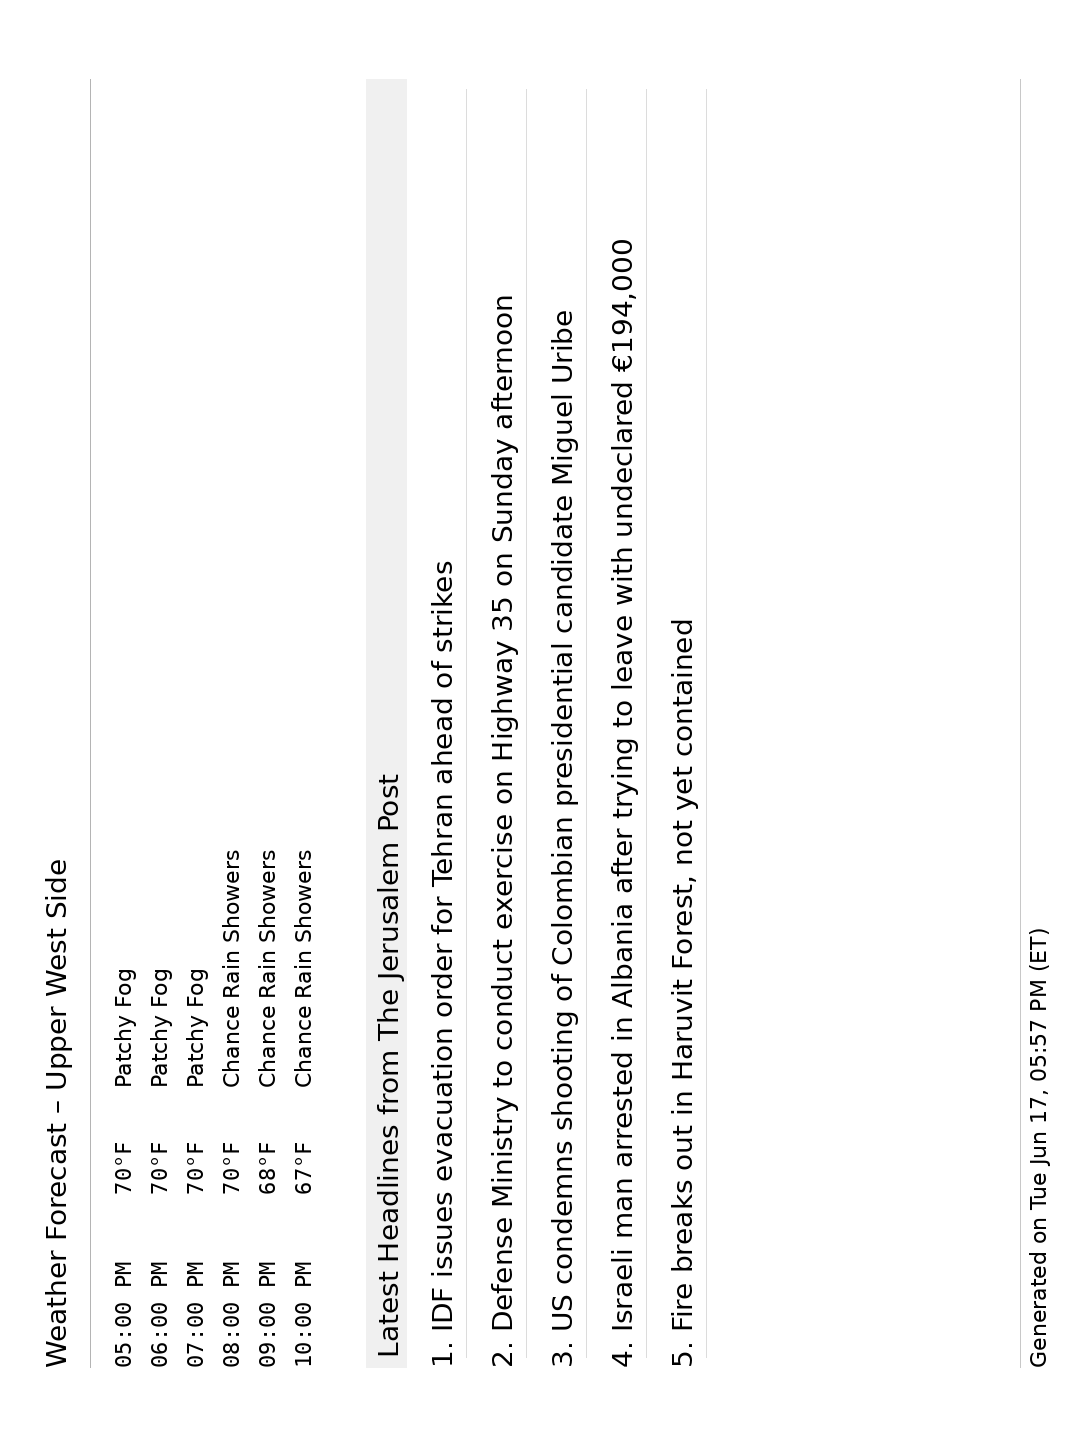 Weather Forecast – Upper West Side
05:00 PM 70°F Patchy Fog
06:00 PM 70°F Patchy Fog
07:00 PM 70°F Patchy Fog
08:00 PM 70°F Chance Rain Showers
09:00 PM 68°F Chance Rain Showers
10:00 PM 67°F Chance Rain Showers
Latest Headlines from The Jerusalem Post
1. IDF issues evacuation order for Tehran ahead of strikes
2. Defense Ministry to conduct exercise on Highway 35 on Sunday afternoon
3. US condemns shooting of Colombian presidential candidate Miguel Uribe
4. Israeli man arrested in Albania after trying to leave with undeclared €194,000
5. Fire breaks out in Haruvit Forest, not yet contained
Generated on Tue Jun 17, 05:57 PM (ET)